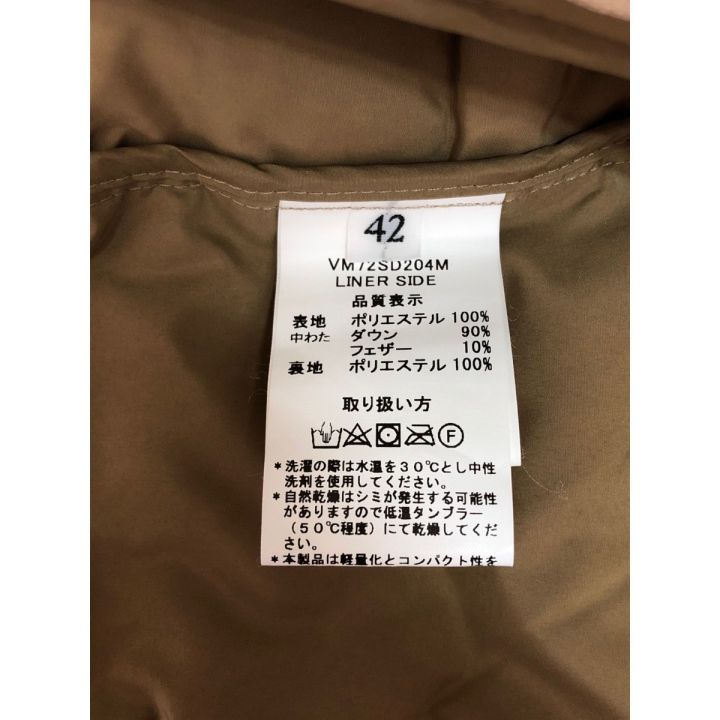 42
VM72SD204M
LINER SIDE
品質表示
表地 ポリエステル 100%
中わた ダウン 90%
フェザー 10%
裏地 ポリエステル 100%
取り扱い方
F
*洗濯の際は水温を30℃とし中性
洗剤を使用してください。
*自然乾燥はシミが発生する可能性
がありますので低温タンブラー
(50℃程度)にて乾燥してくだ
さい。
*本製品は軽量化とコンパクト性を